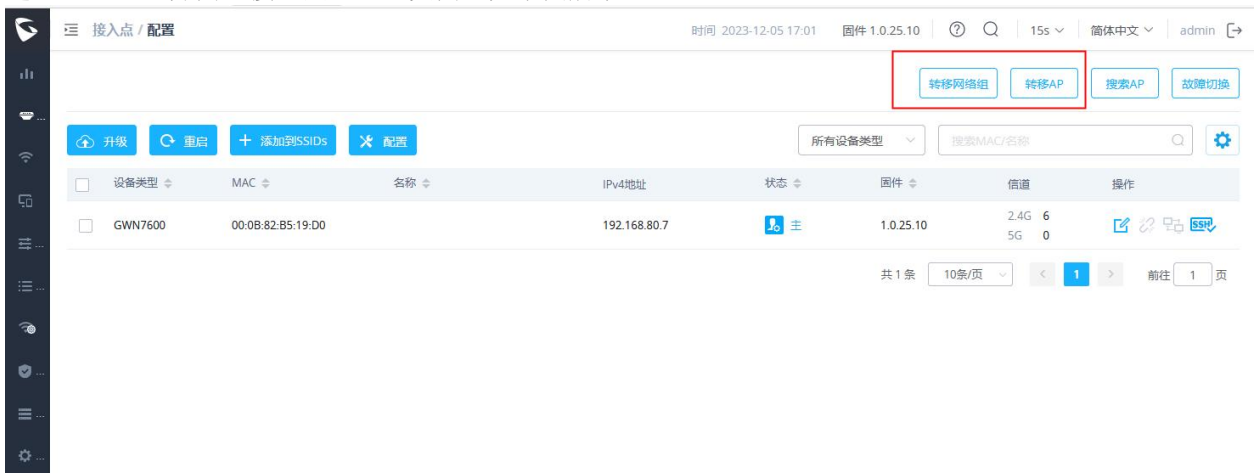 接入点 / 配置
时间 2023-12-05 17:01
固件 1.0.25.10
15s
简体中文
admin
转移网络组
转移AP
搜索AP
故障切换
升级
重启
添加到SSIDs
配置
所有设备类型
搜索MAC/名称
设备类型 MAC 名称 IPv4地址 状态 固件 信道 操作
GWN7600 00:0B:82:B5:19:D0 192.168.80.7 主 1.0.25.10 2.4G 6
5G 0
SSH
共1条 10条/页 1 前往 1 页